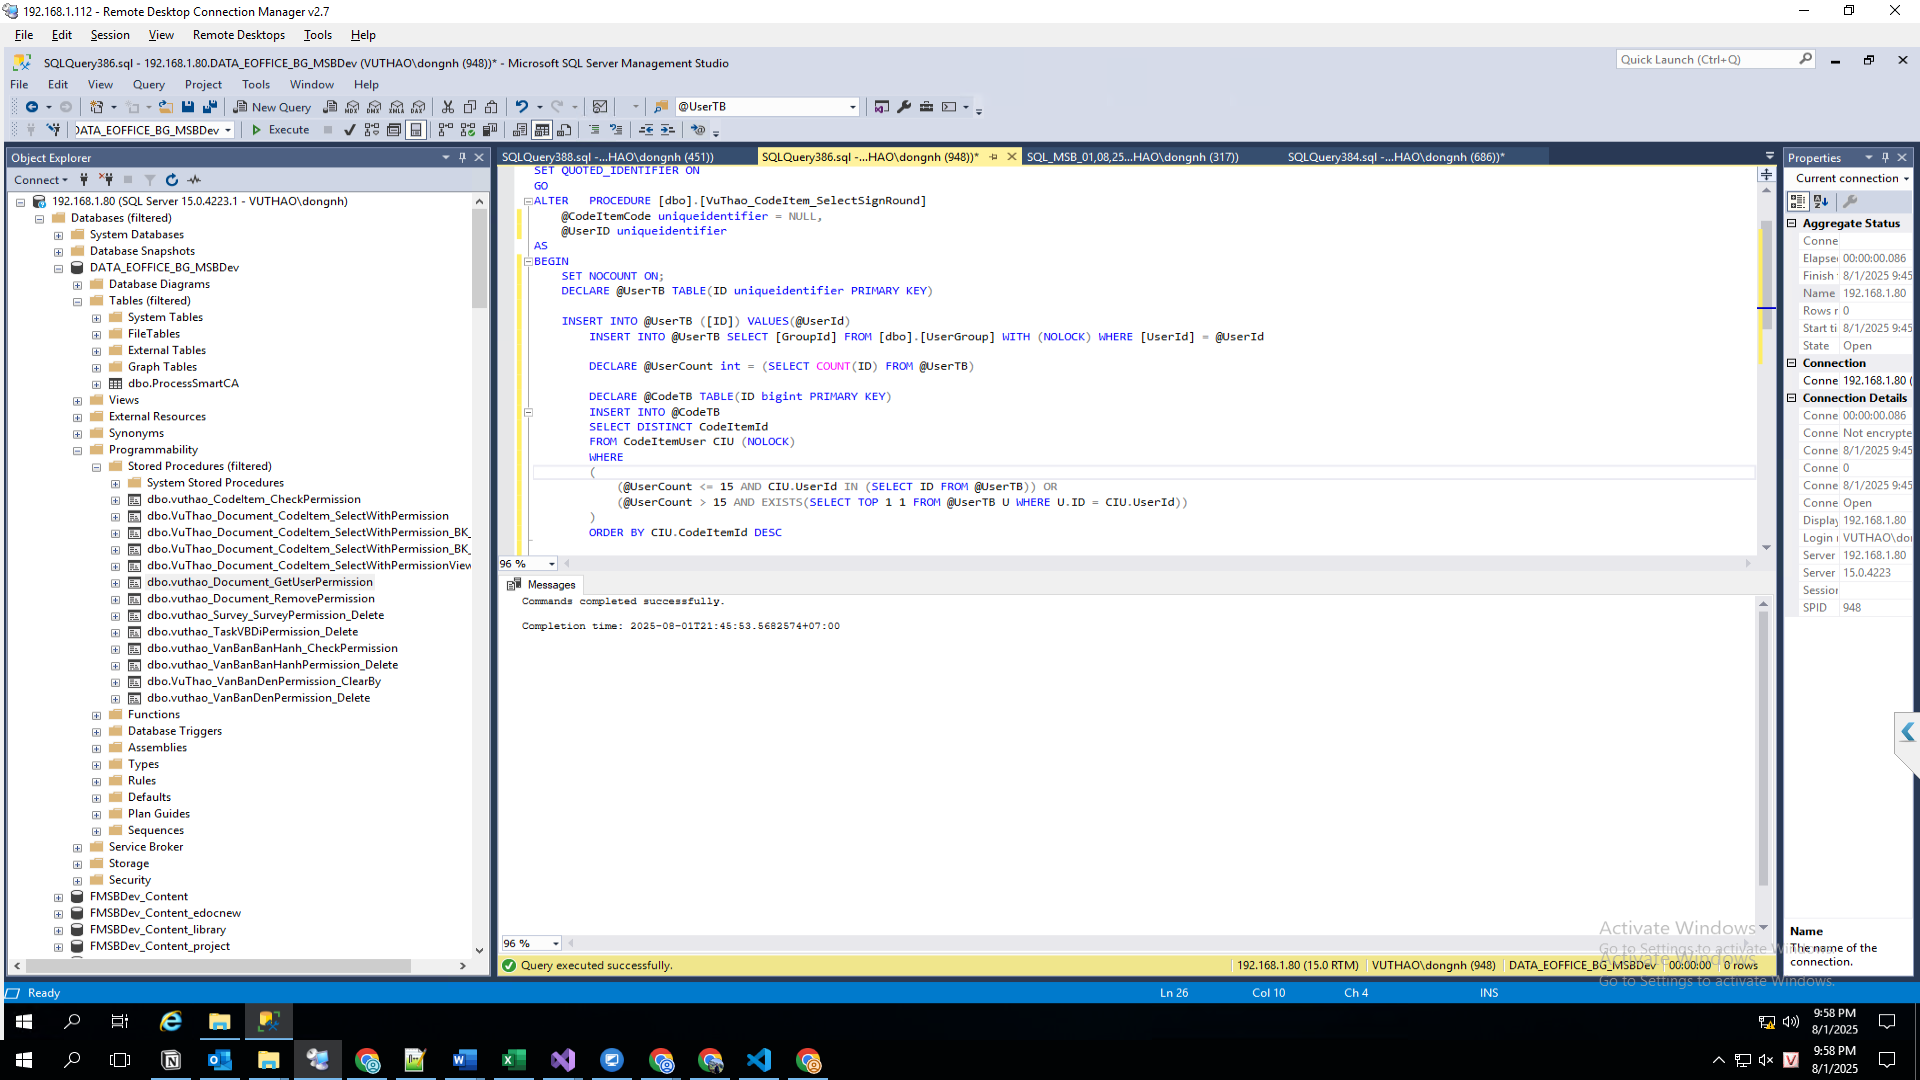 192.168.1.112 - Remote Desktop Connection Manager v2.7
File Edit Session View Remote Desktops Tools Help
SQLQuery386.sql - 192.168.1.80.DATA_EOFFICE_BG_MSBDev (VUTHAO\dongnh (948))* - Microsoft SQL Server Management Studio
Quick Launch (Ctrl+Q)
File Edit View Query Project Tools Window Help
New Query @UserTB
DATA_EOFFICE_BG_MSBDev Execute
Object Explorer
Connect
192.168.1.80 (SQL Server 15.0.4223.1 - VUTHAO\dongnh)
Databases (filtered)
System Databases
Database Snapshots
DATA_EOFFICE_BG_MSBDev
Database Diagrams
Tables (filtered)
System Tables
FileTables
External Tables
Graph Tables
dbo.ProcessSmartCA
Views
External Resources
Synonyms
Programmability
Stored Procedures (filtered)
System Stored Procedures
dbo.vuthao_CodeItem_CheckPermission
dbo.VuThao_Document_CodeItem_SelectWithPermission
dbo.VuThao_Document_CodeItem_SelectWithPermission_BK_
dbo.VuThao_Document_CodeItem_SelectWithPermission_BK_
dbo.VuThao_Document_CodeItem_SelectWithPermissionView
dbo.vuthao_Document_GetUserPermission
dbo.vuthao_Document_RemovePermission
dbo.vuthao_Survey_SurveyPermission_Delete
dbo.vuthao_TaskVBDiPermission_Delete
dbo.vuthao_VanBanBanHanh_CheckPermission
dbo.vuthao_VanBanBanHanhPermission_Delete
dbo.VuThao_VanBanDenPermission_ClearBy
dbo.vuthao_VanBanDenPermission_Delete
Functions
Database Triggers
Assemblies
Types
Rules
Defaults
Plan Guides
Sequences
Service Broker
Storage
Security
FMSBDev_Content
FMSBDev_Content_edocnew
FMSBDev_Content_library
FMSBDev_Content_project
SQLQuery388.sql -...HAO\dongnh (451)) SQLQuery386.sql -...HAO\dongnh (948))* SQL_MSB_01,08,25...HAO\dongnh (317)) SQLQuery384.sql -...HAO\dongnh (686))*
SET QUOTED_IDENTIFIER ON
GO
ALTER PROCEDURE [dbo].[VuThao_CodeItem_SelectSignRound]
@CodeItemCode uniqueidentifier = NULL,
@UserID uniqueidentifier
AS
BEGIN
SET NOCOUNT ON;
DECLARE @UserTB TABLE(ID uniqueidentifier PRIMARY KEY)
INSERT INTO @UserTB ([ID]) VALUES(@UserId)
INSERT INTO @UserTB SELECT [GroupId] FROM [dbo].[UserGroup] WITH (NOLOCK) WHERE [UserId] = @UserId
DECLARE @UserCount int = (SELECT COUNT(ID) FROM @UserTB)
DECLARE @CodeTB TABLE(ID bigint PRIMARY KEY)
INSERT INTO @CodeTB
SELECT DISTINCT CodeItemId
FROM CodeItemUser CIU (NOLOCK)
WHERE
(
(@UserCount <= 15 AND CIU.UserId IN (SELECT ID FROM @UserTB)) OR
(@UserCount > 15 AND EXISTS(SELECT TOP 1 1 FROM @UserTB U WHERE U.ID = CIU.UserId))
)
ORDER BY CIU.CodeItemId DESC
96 %
Messages
Commands completed successfully.
Completion time: 2025-08-01T21:45:53.5682574+07:00
96 %
Query executed successfully. 192.168.1.80 (15.0 RTM) VUTHAO\dongnh (948) DATA_EOFFICE_BG_MSBDev 00:00:00 0 rows
Properties
Current connection
Aggregate Status
Conne
Elapse 00:00:00.086
Finish 8/1/2025 9:45
Name 192.168.1.80
Rows r 0
Start ti 8/1/2025 9:45
State Open
Connection
Conne 192.168.1.80 (
Connection Details
Conne 00:00:00.086
Conne Not encrypte
Conne 8/1/2025 9:45
Conne 0
Conne 8/1/2025 9:45
Conne Open
Display 192.168.1.80
Login VUTHAO\do
Server 192.168.1.80
Server 15.0.4223
Session
SPID 948
Name
The name of the
connection.
Activate Windows
Go to Settings to activate Windows.
Activate Windows
Go to Settings to activate Windows.
Ready Ln 26 Col 10 Ch 4 INS
9:58 PM
8/1/2025
9:58 PM
8/1/2025